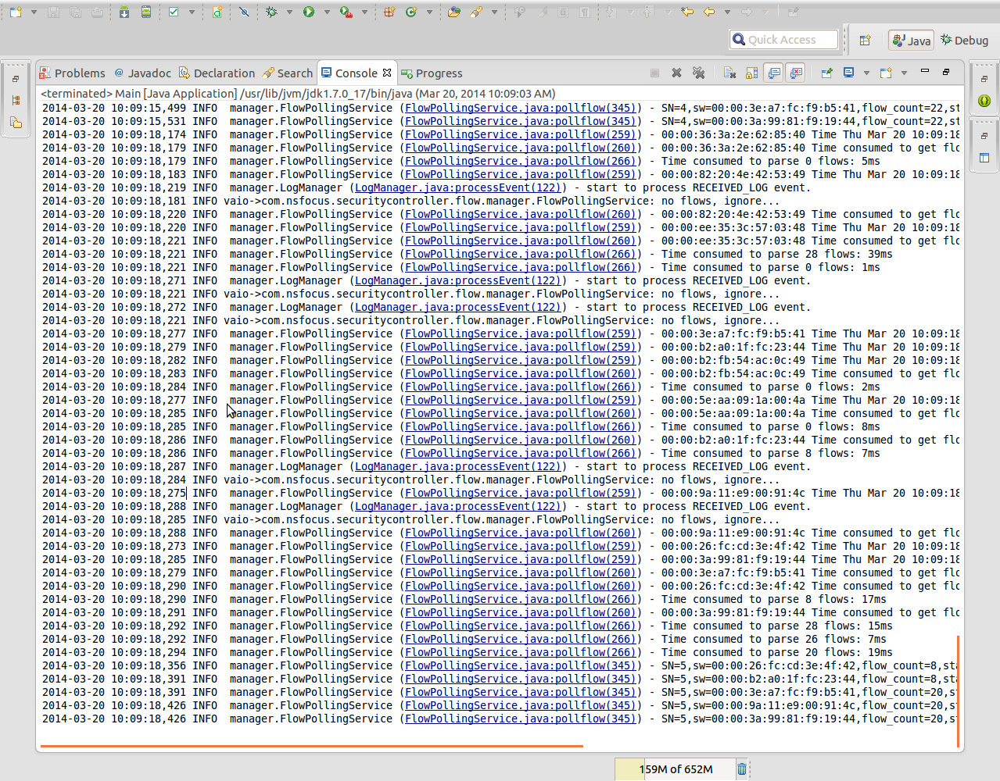 Quick Access
Java
Debug
Problems
@ Javadoc
Declaration
Search
Console
Progress
<terminated> Main [Java Application] /usr/lib/jvm/jdk1.7.0_17/bin/java (Mar 20, 2014 10:09:03 AM)
2014-03-20 10:09:15,499 INFO  manager.FlowPollingService (FlowPollingService.java:pollflow(345)) - SN=4,sw=00:00:3e:a7:fc:f9:b5:41,flow_count=22,st
2014-03-20 10:09:15,531 INFO  manager.FlowPollingService (FlowPollingService.java:pollflow(345)) - SN=4,sw=00:00:3a:99:81:f9:19:44,flow_count=22,st
2014-03-20 10:09:18,174 INFO  manager.FlowPollingService (FlowPollingService.java:pollflow(259)) - 00:00:36:3a:2e:62:85:40 Time Thu Mar 20 10:09:18
2014-03-20 10:09:18,179 INFO  manager.FlowPollingService (FlowPollingService.java:pollflow(260)) - 00:00:36:3a:2e:62:85:40 Time consumed to get flo
2014-03-20 10:09:18,179 INFO  manager.FlowPollingService (FlowPollingService.java:pollflow(266)) - Time consumed to parse 0 flows: 5ms
2014-03-20 10:09:18,183 INFO  manager.FlowPollingService (FlowPollingService.java:pollflow(259)) - 00:00:82:20:4e:42:53:49 Time Thu Mar 20 10:09:18
2014-03-20 10:09:18,219 INFO  manager.LogManager (LogManager.java:processEvent(122)) - start to process RECEIVED_LOG event.
2014-03-20 10:09:18,181 INFO vaio->com.nsfocus.securitycontroller.flow.manager.FlowPollingService: no flows, ignore...
2014-03-20 10:09:18,220 INFO  manager.FlowPollingService (FlowPollingService.java:pollflow(260)) - 00:00:82:20:4e:42:53:49 Time consumed to get flo
2014-03-20 10:09:18,220 INFO  manager.FlowPollingService (FlowPollingService.java:pollflow(259)) - 00:00:ee:35:3c:57:03:48 Time Thu Mar 20 10:09:18
2014-03-20 10:09:18,221 INFO  manager.FlowPollingService (FlowPollingService.java:pollflow(260)) - 00:00:ee:35:3c:57:03:48 Time consumed to get flo
2014-03-20 10:09:18,221 INFO  manager.FlowPollingService (FlowPollingService.java:pollflow(266)) - Time consumed to parse 28 flows: 39ms
2014-03-20 10:09:18,221 INFO  manager.FlowPollingService (FlowPollingService.java:pollflow(266)) - Time consumed to parse 0 flows: 1ms
2014-03-20 10:09:18,271 INFO  manager.LogManager (LogManager.java:processEvent(122)) - start to process RECEIVED_LOG event.
2014-03-20 10:09:18,221 INFO vaio->com.nsfocus.securitycontroller.flow.manager.FlowPollingService: no flows, ignore...
2014-03-20 10:09:18,272 INFO  manager.LogManager (LogManager.java:processEvent(122)) - start to process RECEIVED_LOG event.
2014-03-20 10:09:18,221 INFO vaio->com.nsfocus.securitycontroller.flow.manager.FlowPollingService: no flows, ignore...
2014-03-20 10:09:18,277 INFO  manager.FlowPollingService (FlowPollingService.java:pollflow(259)) - 00:00:3e:a7:fc:f9:b5:41 Time Thu Mar 20 10:09:18
2014-03-20 10:09:18,279 INFO  manager.FlowPollingService (FlowPollingService.java:pollflow(259)) - 00:00:b2:a0:1f:fc:23:44 Time Thu Mar 20 10:09:18
2014-03-20 10:09:18,282 INFO  manager.FlowPollingService (FlowPollingService.java:pollflow(259)) - 00:00:b2:fb:54:ac:0c:49 Time Thu Mar 20 10:09:18
2014-03-20 10:09:18,283 INFO  manager.FlowPollingService (FlowPollingService.java:pollflow(260)) - 00:00:b2:fb:54:ac:0c:49 Time consumed to get flo
2014-03-20 10:09:18,284 INFO  manager.FlowPollingService (FlowPollingService.java:pollflow(266)) - Time consumed to parse 0 flows: 2ms
2014-03-20 10:09:18,277 INFO  manager.FlowPollingService (FlowPollingService.java:pollflow(259)) - 00:00:5e:aa:09:1a:00:4a Time Thu Mar 20 10:09:18
2014-03-20 10:09:18,285 INFO  manager.FlowPollingService (FlowPollingService.java:pollflow(260)) - 00:00:5e:aa:09:1a:00:4a Time consumed to get flo
2014-03-20 10:09:18,285 INFO  manager.FlowPollingService (FlowPollingService.java:pollflow(266)) - Time consumed to parse 0 flows: 8ms
2014-03-20 10:09:18,286 INFO  manager.FlowPollingService (FlowPollingService.java:pollflow(260)) - 00:00:b2:a0:1f:fc:23:44 Time consumed to get flo
2014-03-20 10:09:18,286 INFO  manager.FlowPollingService (FlowPollingService.java:pollflow(266)) - Time consumed to parse 8 flows: 7ms
2014-03-20 10:09:18,287 INFO  manager.LogManager (LogManager.java:processEvent(122)) - start to process RECEIVED_LOG event.
2014-03-20 10:09:18,284 INFO vaio->com.nsfocus.securitycontroller.flow.manager.FlowPollingService: no flows, ignore...
2014-03-20 10:09:18,275 INFO  manager.FlowPollingService (FlowPollingService.java:pollflow(259)) - 00:00:9a:11:e9:00:91:4c Time Thu Mar 20 10:09:18
2014-03-20 10:09:18,288 INFO  manager.LogManager (LogManager.java:processEvent(122)) - start to process RECEIVED_LOG event.
2014-03-20 10:09:18,285 INFO vaio->com.nsfocus.securitycontroller.flow.manager.FlowPollingService: no flows, ignore...
2014-03-20 10:09:18,288 INFO  manager.FlowPollingService (FlowPollingService.java:pollflow(260)) - 00:00:9a:11:e9:00:91:4c Time consumed to get flo
2014-03-20 10:09:18,273 INFO  manager.FlowPollingService (FlowPollingService.java:pollflow(259)) - 00:00:26:fc:cd:3e:4f:42 Time Thu Mar 20 10:09:18
2014-03-20 10:09:18,285 INFO  manager.FlowPollingService (FlowPollingService.java:pollflow(259)) - 00:00:3a:99:81:f9:19:44 Time Thu Mar 20 10:09:18
2014-03-20 10:09:18,279 INFO  manager.FlowPollingService (FlowPollingService.java:pollflow(260)) - 00:00:3e:a7:fc:f9:b5:41 Time consumed to get flo
2014-03-20 10:09:18,290 INFO  manager.FlowPollingService (FlowPollingService.java:pollflow(260)) - 00:00:26:fc:cd:3e:4f:42 Time consumed to get flo
2014-03-20 10:09:18,290 INFO  manager.FlowPollingService (FlowPollingService.java:pollflow(266)) - Time consumed to parse 8 flows: 17ms
2014-03-20 10:09:18,291 INFO  manager.FlowPollingService (FlowPollingService.java:pollflow(260)) - 00:00:3a:99:81:f9:19:44 Time consumed to get flo
2014-03-20 10:09:18,292 INFO  manager.FlowPollingService (FlowPollingService.java:pollflow(266)) - Time consumed to parse 28 flows: 15ms
2014-03-20 10:09:18,292 INFO  manager.FlowPollingService (FlowPollingService.java:pollflow(266)) - Time consumed to parse 26 flows: 7ms
2014-03-20 10:09:18,294 INFO  manager.FlowPollingService (FlowPollingService.java:pollflow(266)) - Time consumed to parse 20 flows: 19ms
2014-03-20 10:09:18,356 INFO  manager.FlowPollingService (FlowPollingService.java:pollflow(345)) - SN=5,sw=00:00:26:fc:cd:3e:4f:42,flow_count=8,sta
2014-03-20 10:09:18,391 INFO  manager.FlowPollingService (FlowPollingService.java:pollflow(345)) - SN=5,sw=00:00:b2:a0:1f:fc:23:44,flow_count=8,sta
2014-03-20 10:09:18,391 INFO  manager.FlowPollingService (FlowPollingService.java:pollflow(345)) - SN=5,sw=00:00:3e:a7:fc:f9:b5:41,flow_count=20,st
2014-03-20 10:09:18,426 INFO  manager.FlowPollingService (FlowPollingService.java:pollflow(345)) - SN=5,sw=00:00:9a:11:e9:00:91:4c,flow_count=20,st
2014-03-20 10:09:18,426 INFO  manager.FlowPollingService (FlowPollingService.java:pollflow(345)) - SN=5,sw=00:00:3a:99:81:f9:19:44,flow_count=20,st
159M of 652M